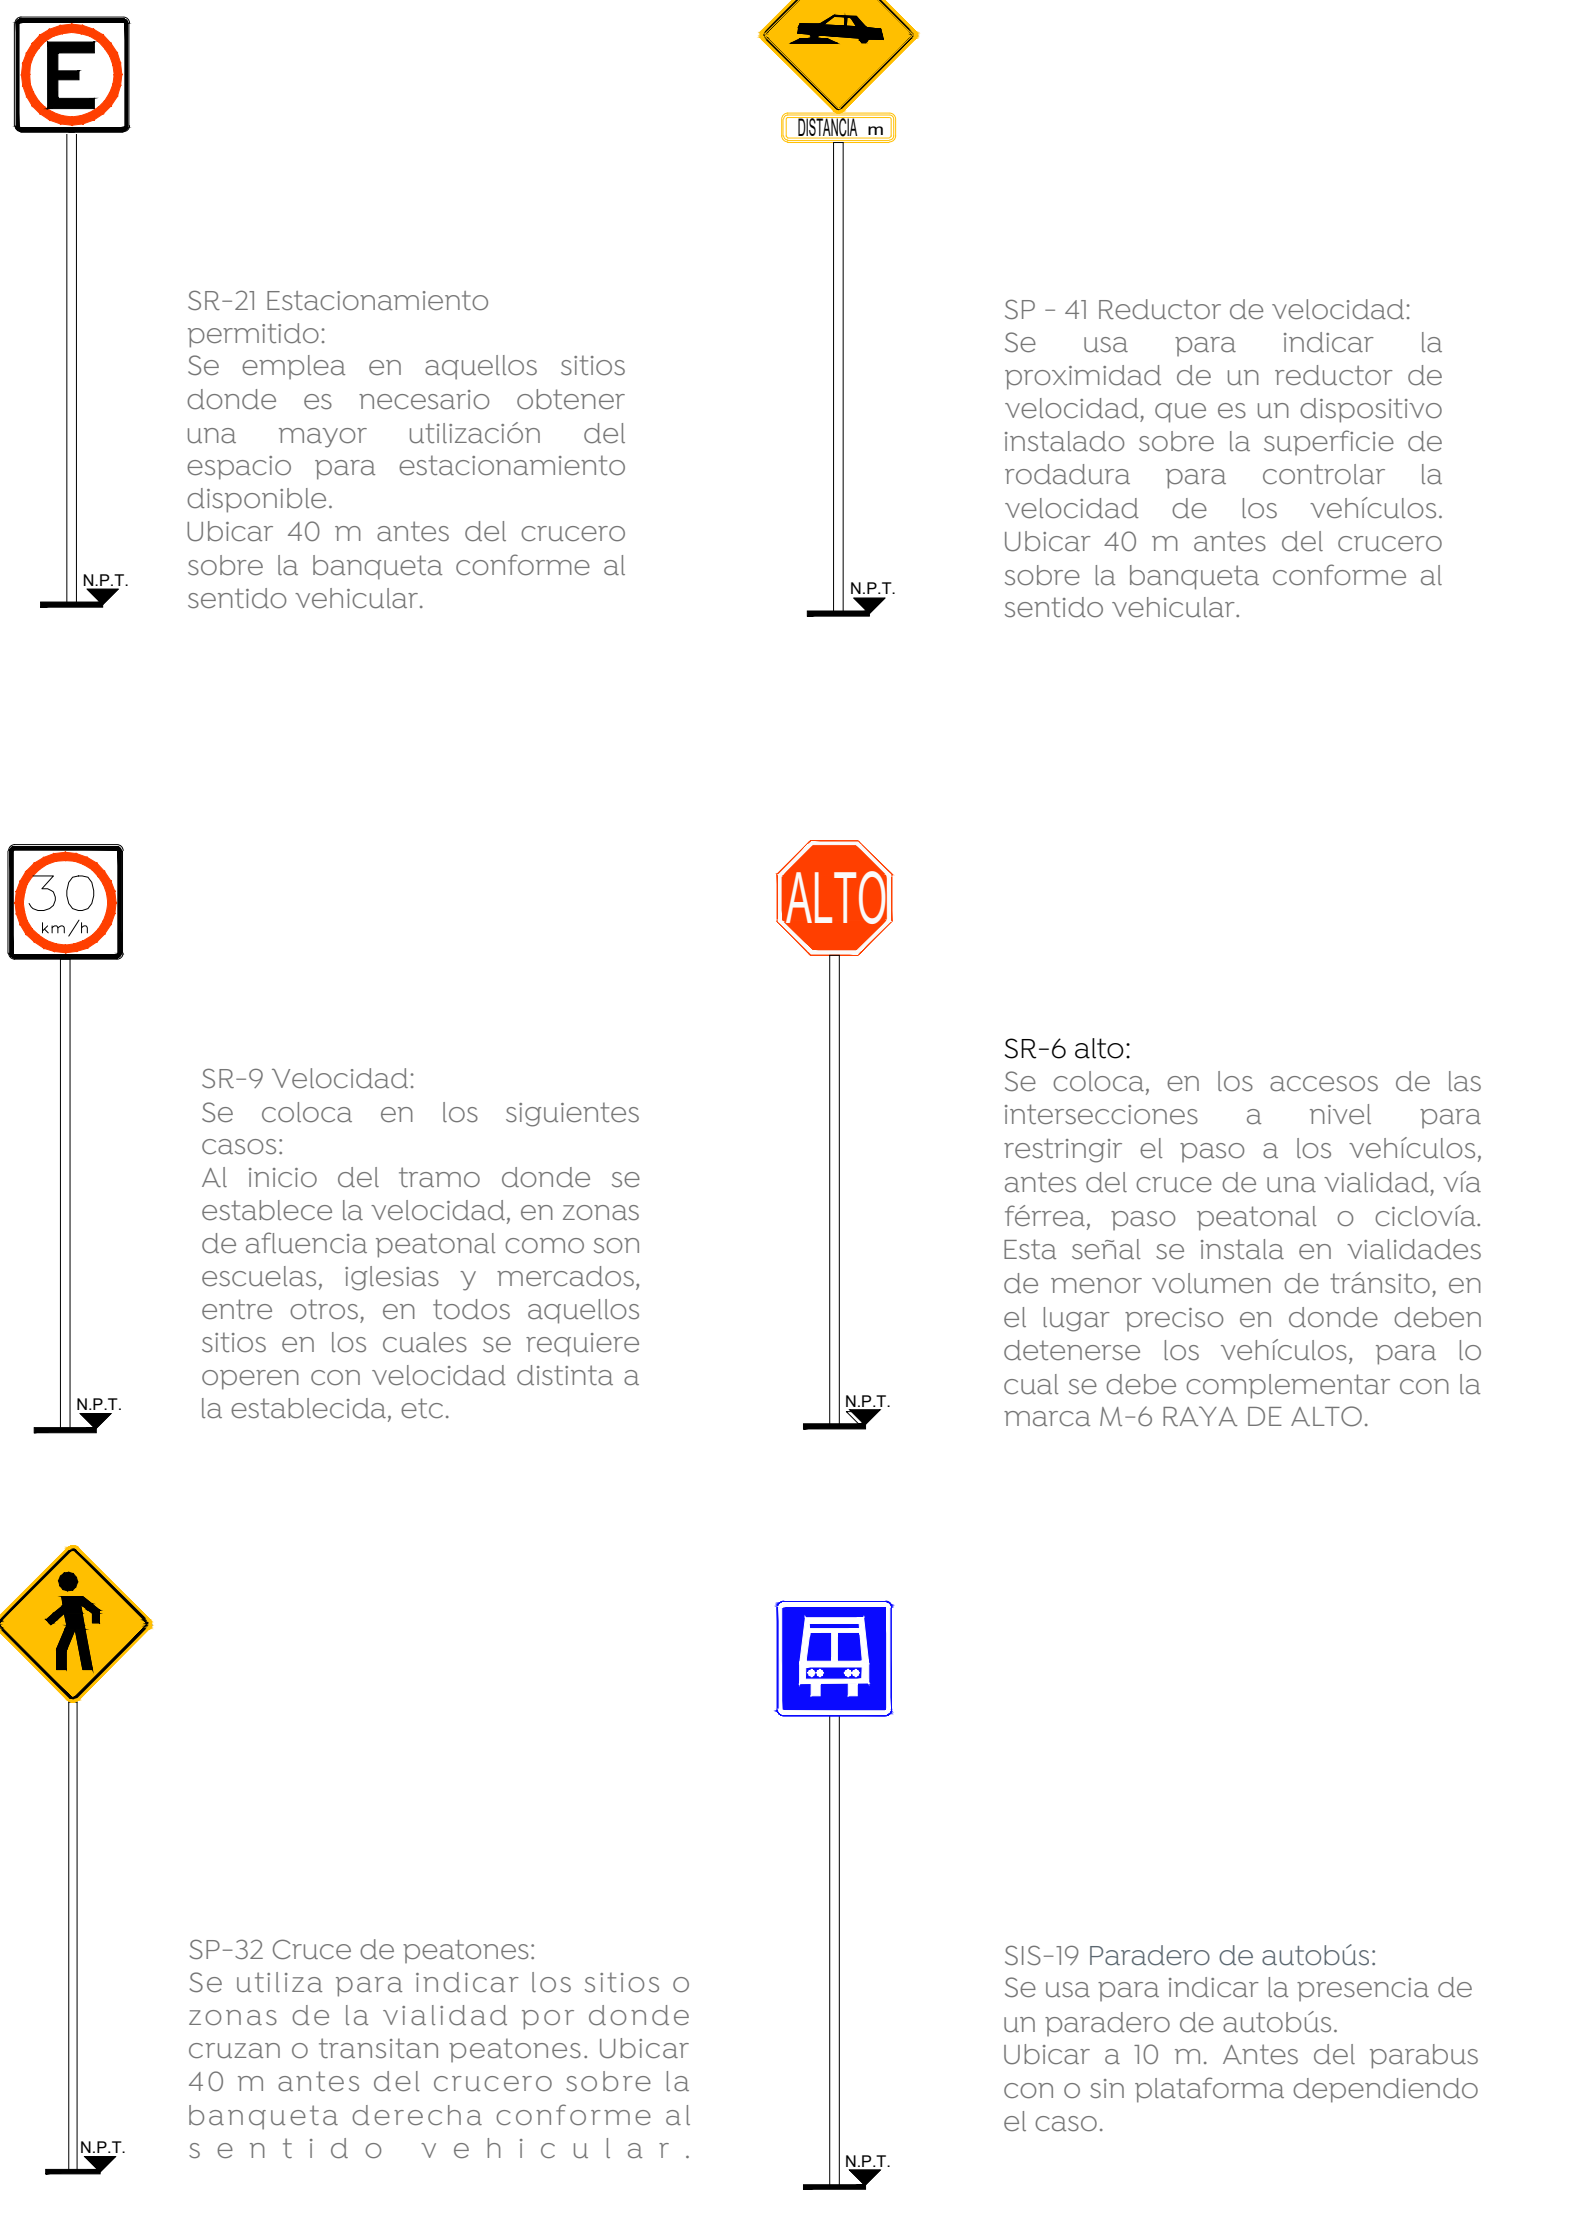 E
N.P.T.
SR-21 Estacionamiento
permitido:
Se emplea en aquellos sitios
donde es necesario obtener
una mayor utilización del
espacio para estacionamiento
disponible.
Ubicar 40 m antes del crucero
sobre la banqueta conforme al
sentido vehicular.
DISTANCIA m
N.P.T.
SP - 41 Reductor de velocidad:
Se usa para indicar la
proximidad de un reductor de
velocidad, que es un dispositivo
instalado sobre la superficie de
rodadura para controlar la
velocidad de los vehículos.
Ubicar 40 m antes del crucero
sobre la banqueta conforme al
sentido vehicular.
30
km/h
N.P.T.
SR-9 Velocidad:
Se coloca en los siguientes
casos:
Al inicio del tramo donde se
establece la velocidad, en zonas
de afluencia peatonal como son
escuelas, iglesias y mercados,
entre otros, en todos aquellos
sitios en los cuales se requiere
operen con velocidad distinta a
la establecida, etc.
ALTO
N.P.T.
SR-6 alto:
Se coloca, en los accesos de las
intersecciones a nivel para
restringir el paso a los vehículos,
antes del cruce de una vialidad, vía
férrea, paso peatonal o ciclovía.
Esta señal se instala en vialidades
de menor volumen de tránsito, en
el lugar preciso en donde deben
detenerse los vehículos, para lo
cual se debe complementar con la
marca M-6 RAYA DE ALTO.
N.P.T.
SP-32 Cruce de peatones:
Se utiliza para indicar los sitios o
zonas de la vialidad por donde
cruzan o transitan peatones. Ubicar
40 m antes del crucero sobre la
banqueta derecha conforme al
sentido vehicular.
N.P.T.
SIS-19 Paradero de autobús:
Se usa para indicar la presencia de
un paradero de autobús.
Ubicar a 10 m. Antes del parabus
con o sin plataforma dependiendo
el caso.